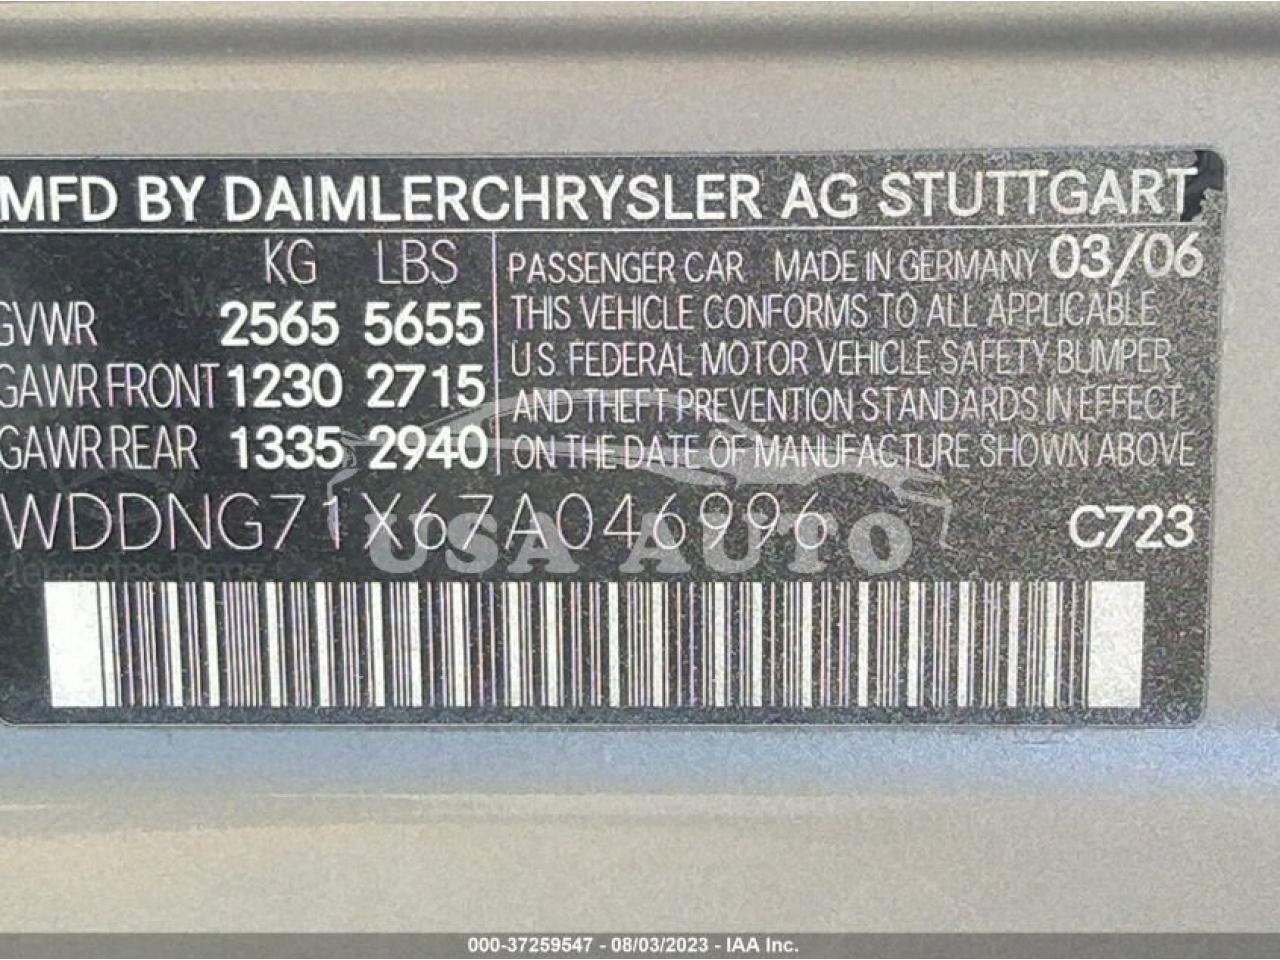 MFD BY DAIMLERCHRYSLER AG STUTTGART
KG LBS
GVWR 2565 5655
GAWR FRONT 1230 2715
GAWR REAR 1335 2940
PASSENGER CAR MADE IN GERMANY 03/06
THIS VEHICLE CONFORMS TO ALL APPLICABLE
U.S. FEDERAL MOTOR VEHICLE SAFETY BUMPER
AND THEFT PREVENTION STANDARDS IN EFFECT
ON THE DATE OF MANUFACTURE SHOWN ABOVE
WDDNG71X67A046996 C723
USA AUTO
Mercedes-Benz
000-37259547 - 08/03/2023 - IAA Inc.